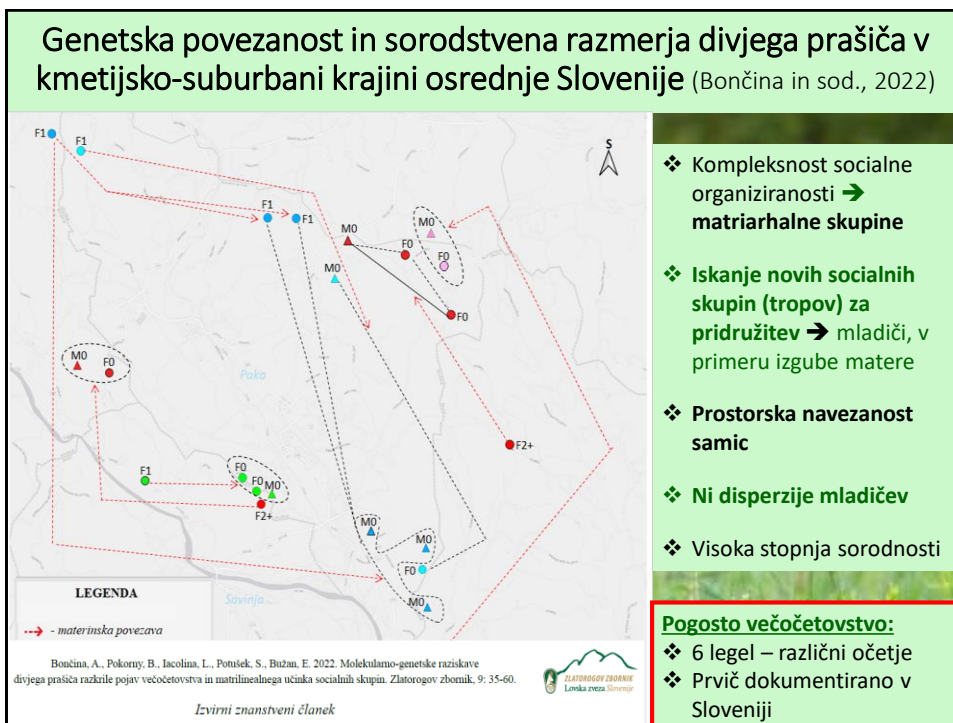 Genetska povezanost in sorodstvena razmerja divjega prašiča v
kmetijsko-suburbani krajini osrednje Slovenije (Bončina in sod., 2022)
F1
F1
S
F1
F1
M0
M0
F0
F0
M0
F0
M0
F0
Paka
F2+
F1
F0
F0
M0
F2+
M0
M0
F0
M0
Savinja
LEGENDA
- materinska povezava
❖ Kompleksnost socialne
organiziranosti ➔
matriarhalne skupine
❖ Iskanje novih socialnih
skupin (tropov) za
pridružitev ➔ mladiči, v
primeru izgube matere
❖ Prostorska navezanost
samic
❖ Ni disperzije mladičev
❖ Visoka stopnja sorodnosti
Pogosto večočetovstvo:
❖ 6 legel – različni očetje
❖ Prvič dokumentirano v
Sloveniji
Bončina, A., Pokorny, B., Iacolina, L., Potušek, S., Bužan, E. 2022. Molekularno-genetske raziskave
divjega prašiča razkrile pojav večočetovstva in matrilinealnega učinka socialnih skupin. Zlatorogov zbornik, 9: 35-60.
Izvirni znanstveni članek
ZLATOROGOV ZBORNIK
Lovska zveza Slovenije